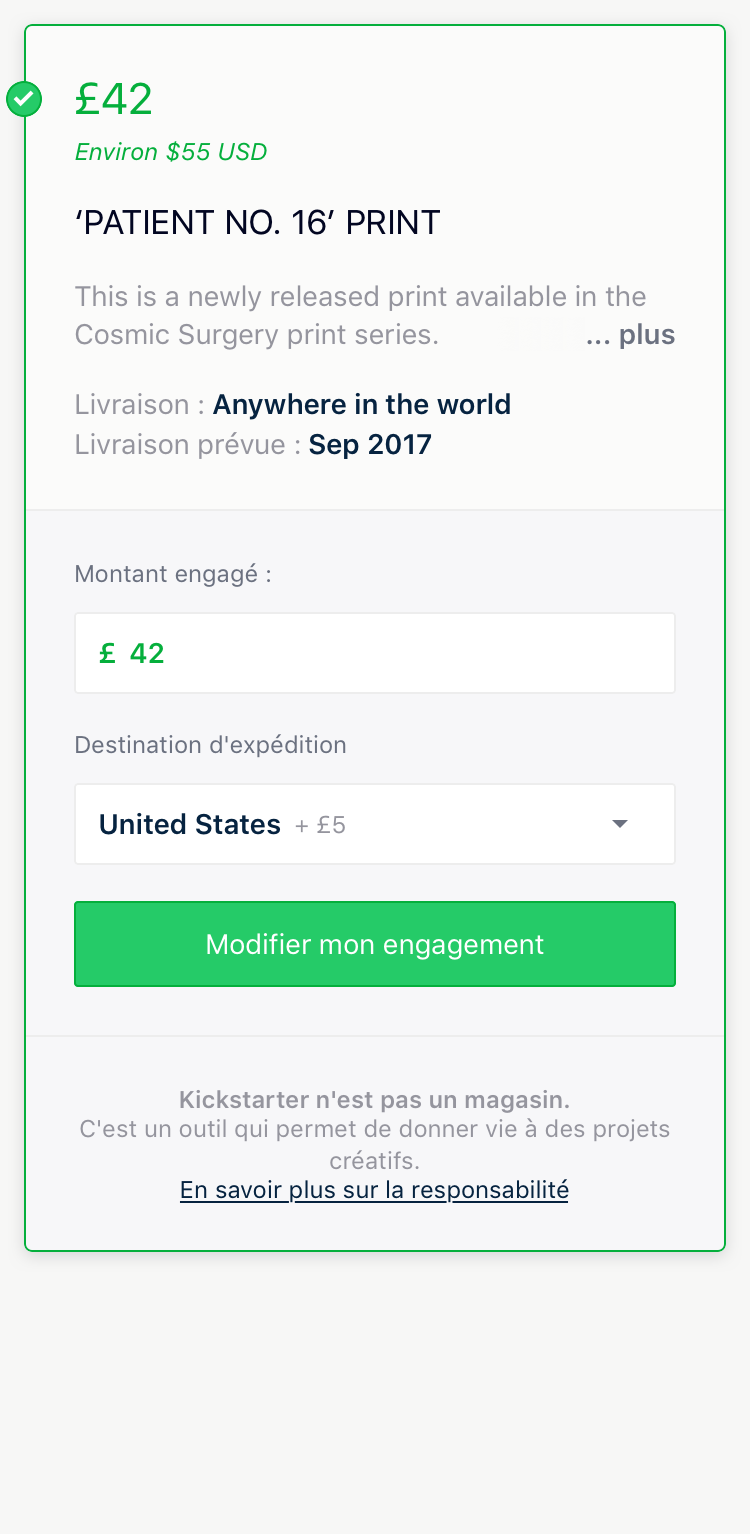 £42
Environ $55 USD
‘PATIENT NO. 16’ PRINT
This is a newly released print available in the
Cosmic Surgery print series. ... plus
Livraison : Anywhere in the world
Livraison prévue : Sep 2017
Montant engagé :
£ 42
Destination d'expédition
United States + £5
Modifier mon engagement
Kickstarter n'est pas un magasin.
C'est un outil qui permet de donner vie à des projets
créatifs.
En savoir plus sur la responsabilité